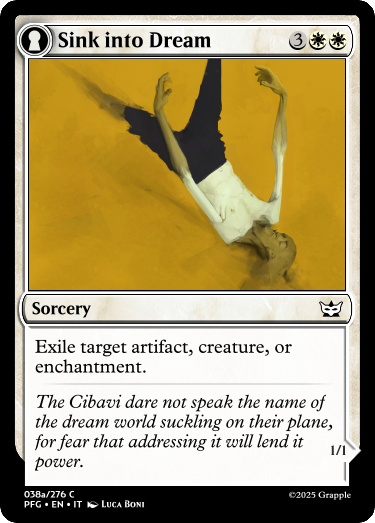 Sink into Dream 3
Sorcery
Exile target artifact, creature, or
enchantment.
The Cibavi dare not speak the name of
the dream world suckling on their plane,
for fear that addressing it will lend it
power.
1/1
038a/276 C
PFG • EN • IT Luca Boni
©2025 Grapple